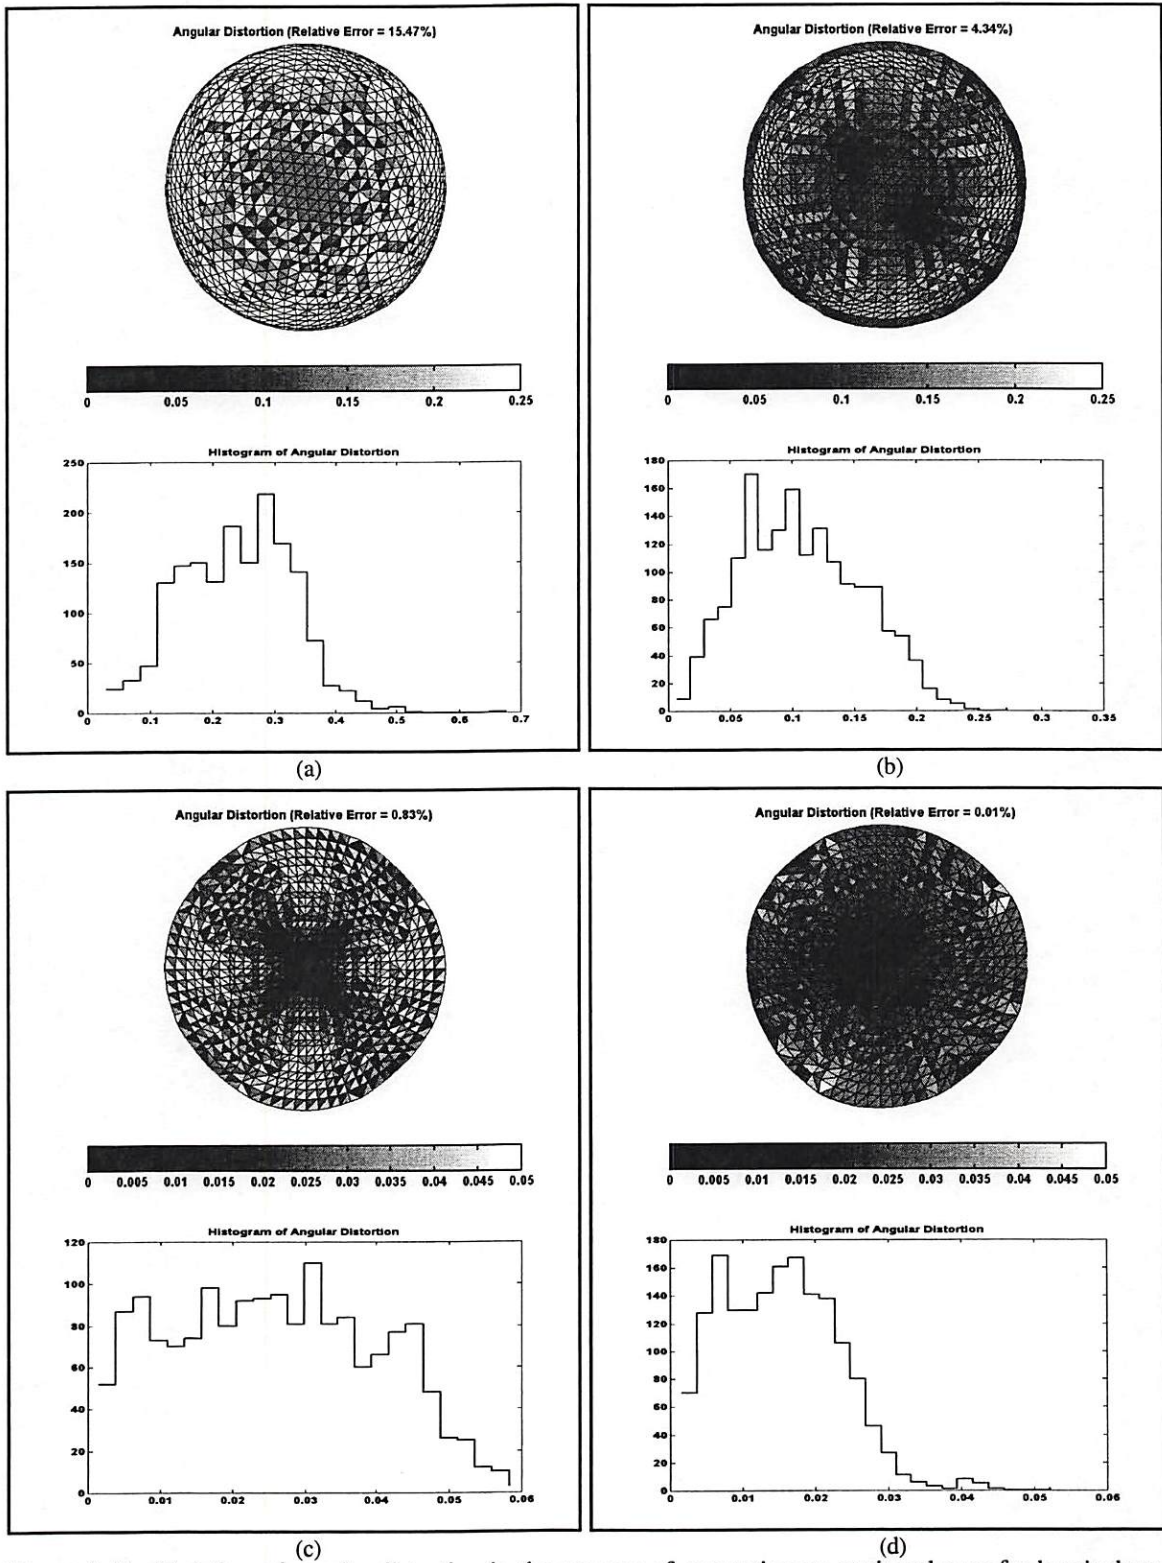 Angular Distortion (Relative Error = 15.47%)
0 0.05 0.1 0.15 0.2 0.25
Histogram of Angular Distortion
250
200
150
100
50
0
0 0.1 0.2 0.3 0.4 0.5 0.6 0.7
(a)
Angular Distortion (Relative Error = 4.34%)
0 0.05 0.1 0.15 0.2 0.25
Histogram of Angular Distortion
180
160
140
120
100
80
60
40
20
0
0.05 0.1 0.15 0.2 0.25 0.3 0.35
(b)
Angular Distortion (Relative Error = 0.83%)
0 0.005 0.01 0.015 0.02 0.025 0.03 0.035 0.04 0.045 0.05
Histogram of Angular Distortion
120
100
80
60
40
20
0
0 0.01 0.02 0.03 0.04 0.05 0.06
(c)
Angular Distortion (Relative Error = 0.01%)
0 0.005 0.01 0.015 0.02 0.025 0.03 0.035 0.04 0.045 0.05
Histogram of Angular Distortion
180
160
140
120
100
80
60
40
20
0
0 0.01 0.02 0.03 0.04 0.05 0.06
(d)